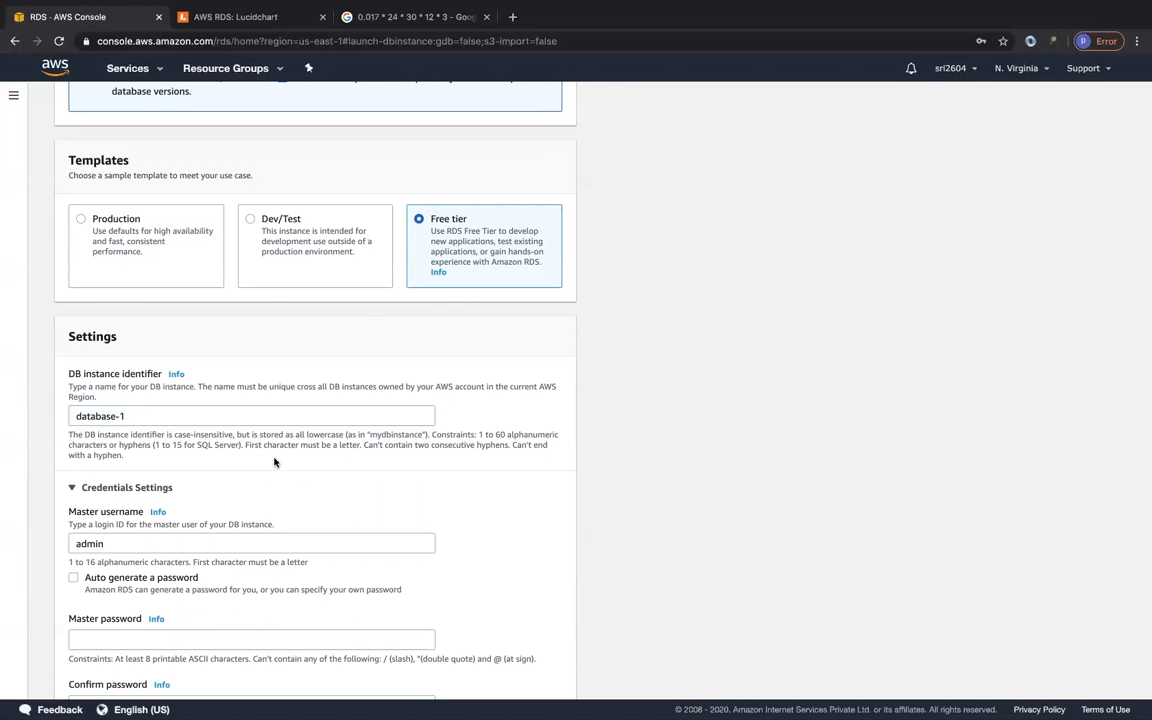 RDS · AWS Console
AWS RDS: Lucidchart
0.017 * 24 * 30 * 12 * 3 - Goog
console.aws.amazon.com/rds/home?region=us-east-1#launch-dbinstance:gdb=false;s3-import=false
P Error
aws Services Resource Groups sri2604 N. Virginia Support
database versions.
Templates
Choose a sample template to meet your use case.
Production
Use defaults for high availability
and fast, consistent
performance.
Dev/Test
This instance is intended for
development use outside of a
production environment.
Free tier
Use RDS Free Tier to develop
new applications, test existing
applications, or gain hands-on
experience with Amazon RDS.
Info
Settings
DB instance identifier Info
Type a name for your DB instance. The name must be unique cross all DB instances owned by your AWS account in the current AWS
Region.
database-1
The DB instance identifier is case-insensitive, but is stored as all lowercase (as in "mydbinstance"). Constraints: 1 to 60 alphanumeric
characters or hyphens (1 to 15 for SQL Server). First character must be a letter. Can't contain two consecutive hyphens. Can't end
with a hyphen.
Credentials Settings
Master username Info
Type a login ID for the master user of your DB instance.
admin
1 to 16 alphanumeric characters. First character must be a letter
Auto generate a password
Amazon RDS can generate a password for you, or you can specify your own password
Master password Info
Constraints: At least 8 printable ASCII characters. Can't contain any of the following: / (slash), "(double quote) and @ (at sign).
Confirm password Info
Feedback English (US) © 2008 - 2020, Amazon Internet Services Private Ltd. or its affiliates. All rights reserved. Privacy Policy Terms of Use